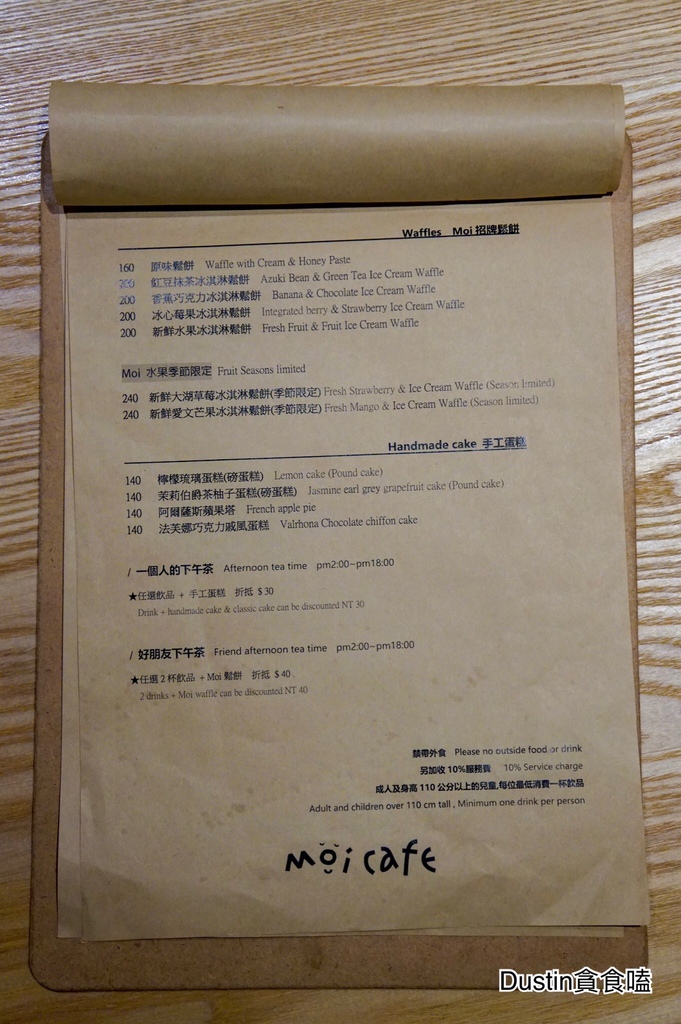 Waffles Moi 招牌鬆餅
160 原味鬆餅 Waffle with Cream & Honey Paste
200 紅豆抹茶冰淇淋鬆餅 Azuki Bean & Green Tea Ice Cream Waffle
200 香蕉巧克力冰淇淋鬆餅 Banana & Chocolate Ice Cream Waffle
200 冰心莓果冰淇淋鬆餅 Integrated berry & Strawberry Ice Cream Waffle
200 新鮮水果冰淇淋鬆餅 Fresh Fruit & Fruit Ice Cream Waffle
Moi 水果季節限定 Fruit Seasons limited
240 新鮮大湖草莓冰淇淋鬆餅(季節限定) Fresh Strawberry & Ice Cream Waffle (Season limited)
240 新鮮愛文芒果冰淇淋鬆餅(季節限定) Fresh Mango & Ice Cream Waffle (Season limited)
Handmade cake 手工蛋糕
140 檸檬琉璃蛋糕(磅蛋糕) Lemon cake (Pound cake)
140 茉莉伯爵茶柚子蛋糕(磅蛋糕) Jasmine earl grey grapefruit cake (Pound cake)
140 阿爾薩斯蘋果塔 French apple pie
140 法芙娜巧克力戚風蛋糕 Valrhona Chocolate chiffon cake
/ 一個人的下午茶 Afternoon tea time pm2:00~pm18:00
★任選飲品 + 手工蛋糕 折抵 $30
Drink + handmade cake & classic cake can be discounted NT 30
/ 好朋友下午茶 Friend afternoon tea time pm2:00~pm18:00
★任選 2 杯飲品 + Moi 鬆餅 折抵 $40
2 drinks + Moi waffle can be discounted NT 40
禁帶外食 Please no outside food or drink
另加收 10%服務費 10% Service charge
成人及身高 110 公分以上的兒童,每位最低消費一杯飲品
Adult and children over 110 cm tall , Minimum one drink per person
moi cafe
Dustin貪食嗑